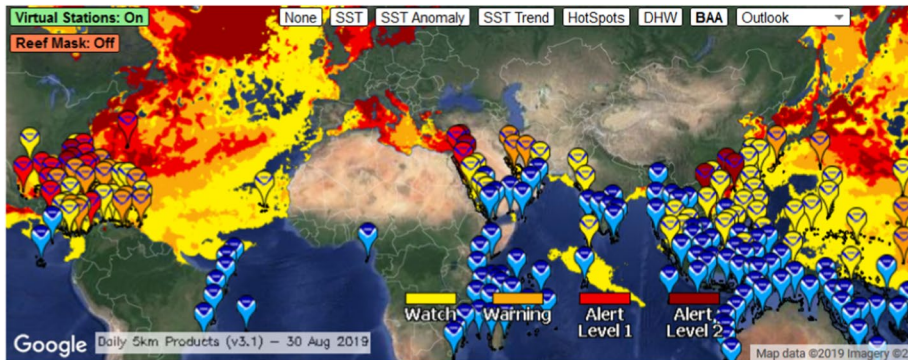 Virtual Stations: On
None SST SST Anomaly SST Trend HotSpots DHW BAA Outlook
Reef Mask: Off
Watch Warning Alert Level 1 Alert Level 2
Google Daily 5km Products (v3.1) — 30 Aug 2019
Map data ©2019 Imagery ©2